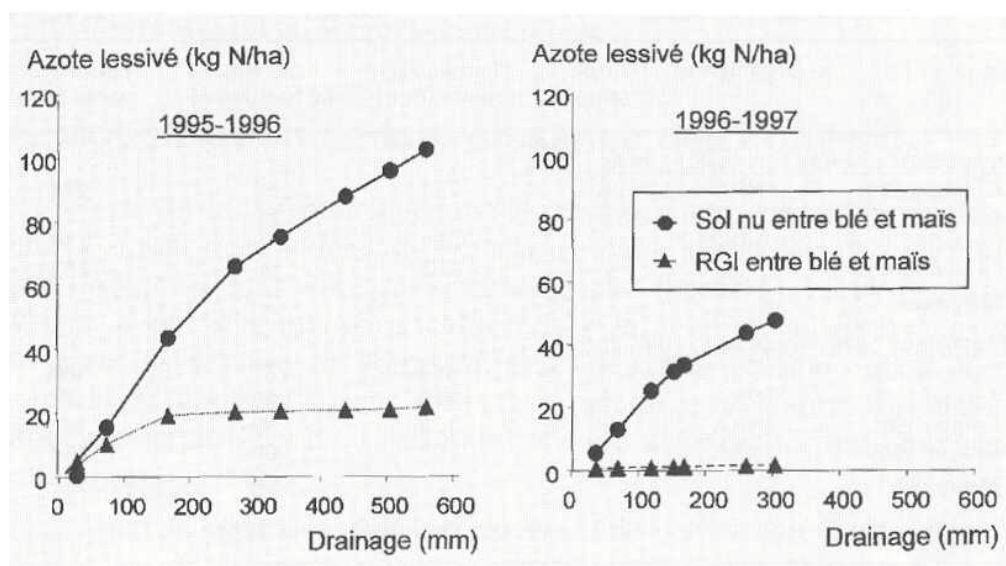 Azote lessivé (kg N/ha)
120
1995-1996
100
80
60
40
20
0
0 100 200 300 400 500 600
Drainage (mm)
Azote lessivé (kg N/ha)
120
1996-1997
100
80
Sol nu entre blé et maïs
RGI entre blé et maïs
60
40
20
0
0 100 200 300 400 500 600
Drainage (mm)